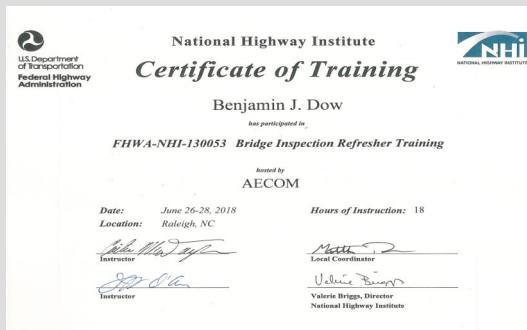 U.S. Department
of Transportation
Federal Highway
Administration
National Highway Institute
NHi
NATIONAL HIGHWAY INSTITUTE
Certificate of Training
Benjamin J. Dow
has participated in
FHWA-NHI-130053 Bridge Inspection Refresher Training
hosted by
AECOM
Date: June 26-28, 2018
Hours of Instruction: 18
Location: Raleigh, NC
Instructor
Local Coordinator
Valerie Briggs
Instructor
Valerie Briggs, Director
National Highway Institute